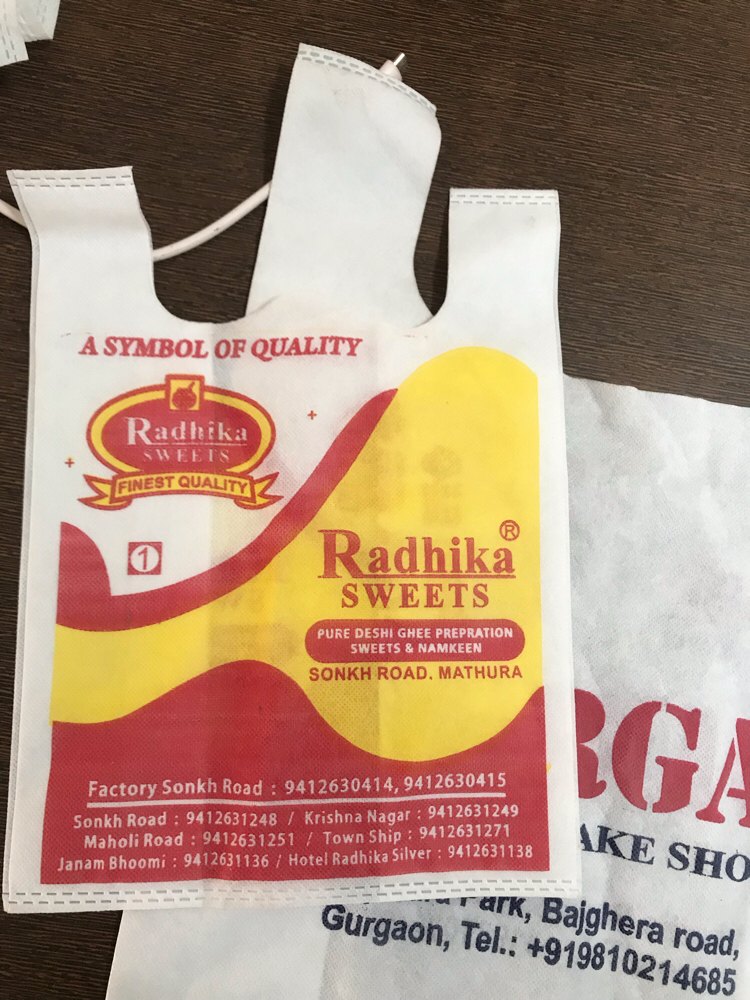 A SYMBOL OF QUALITY
Radhika
SWEETS
FINEST QUALITY
1
Radhika ®
SWEETS
PURE DESHI GHEE PREPRATION
SWEETS & NAMKEEN
SONKH ROAD. MATHURA
Factory Sonkh Road : 9412630414, 9412630415
Sonkh Road : 9412631248 / Krishna Nagar : 9412631249
Maholi Road : 9412631251 / Town Ship : 9412631271
Janam Bhoomi : 9412631136 / Hotel Radhika Silver : 9412631138
RGA
AKE SHO
Park, Bajghera road,
Gurgaon, Tel.: +919810214685